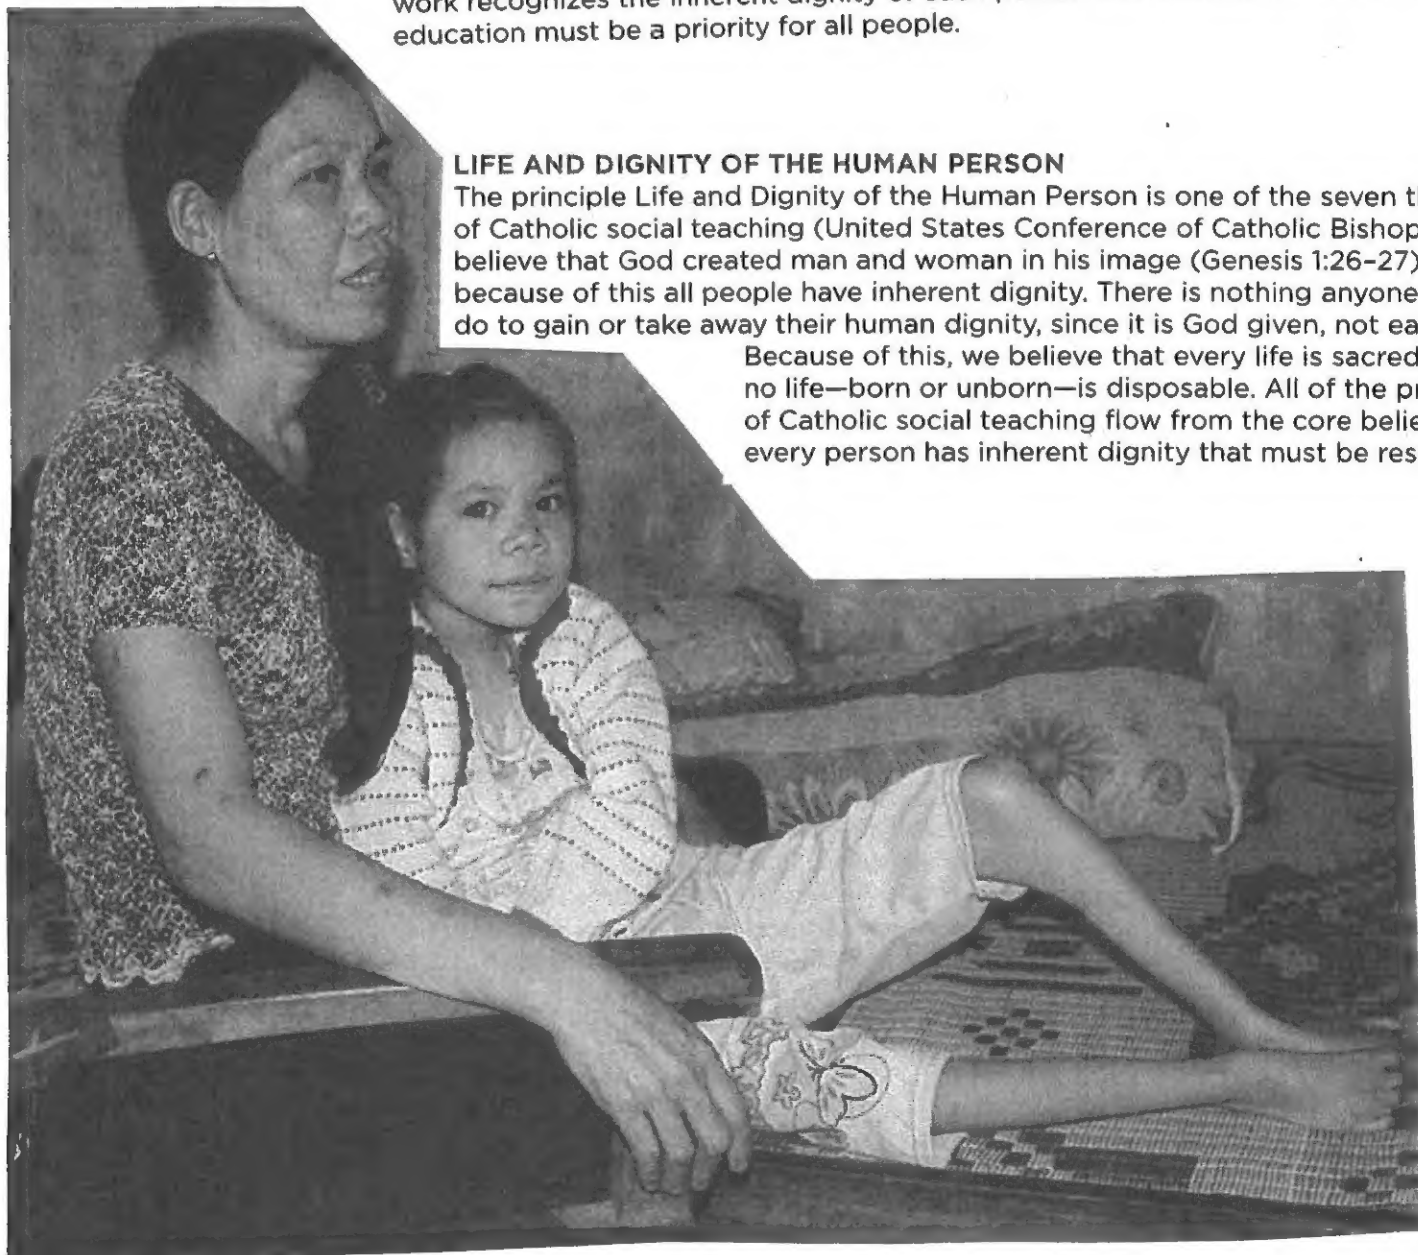 work recognizes the inherent dignity of
education must be a priority for all people.
LIFE AND DIGNITY OF THE HUMAN PERSON
The principle Life and Dignity of the Human Person is one of the seven
of Catholic social teaching (United States Conference of Catholic
believe that God created man and woman in his image (Genesis 1:26–27)
because of this all people have inherent dignity. There is nothing anyone
do to gain or take away their human dignity, since it is God given, not
Because of this, we believe that every life is sacred
no life—born or unborn—is disposable. All of the
of Catholic social teaching flow from the core
every person has inherent dignity that must be